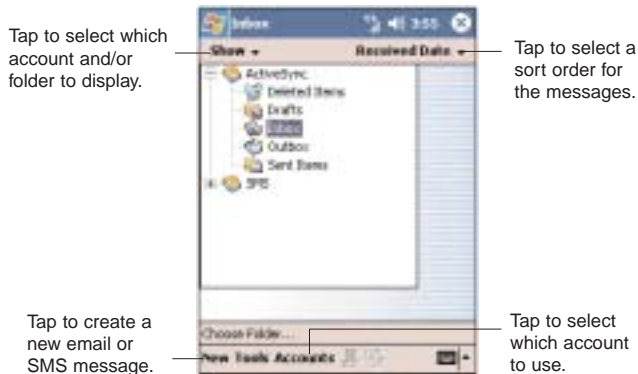 Tap to select which
account and/or
folder to display.
Inbox 3:55
Show Received Date
Tap to select a
sort order for
the messages.
ActiveSync
Deleted Items
Drafts
Inbox
Outbox
Sent Items
SMS
Choose Folder...
New Tools Accounts
Tap to create a
new email or
SMS message.
Tap to select
which account
to use.